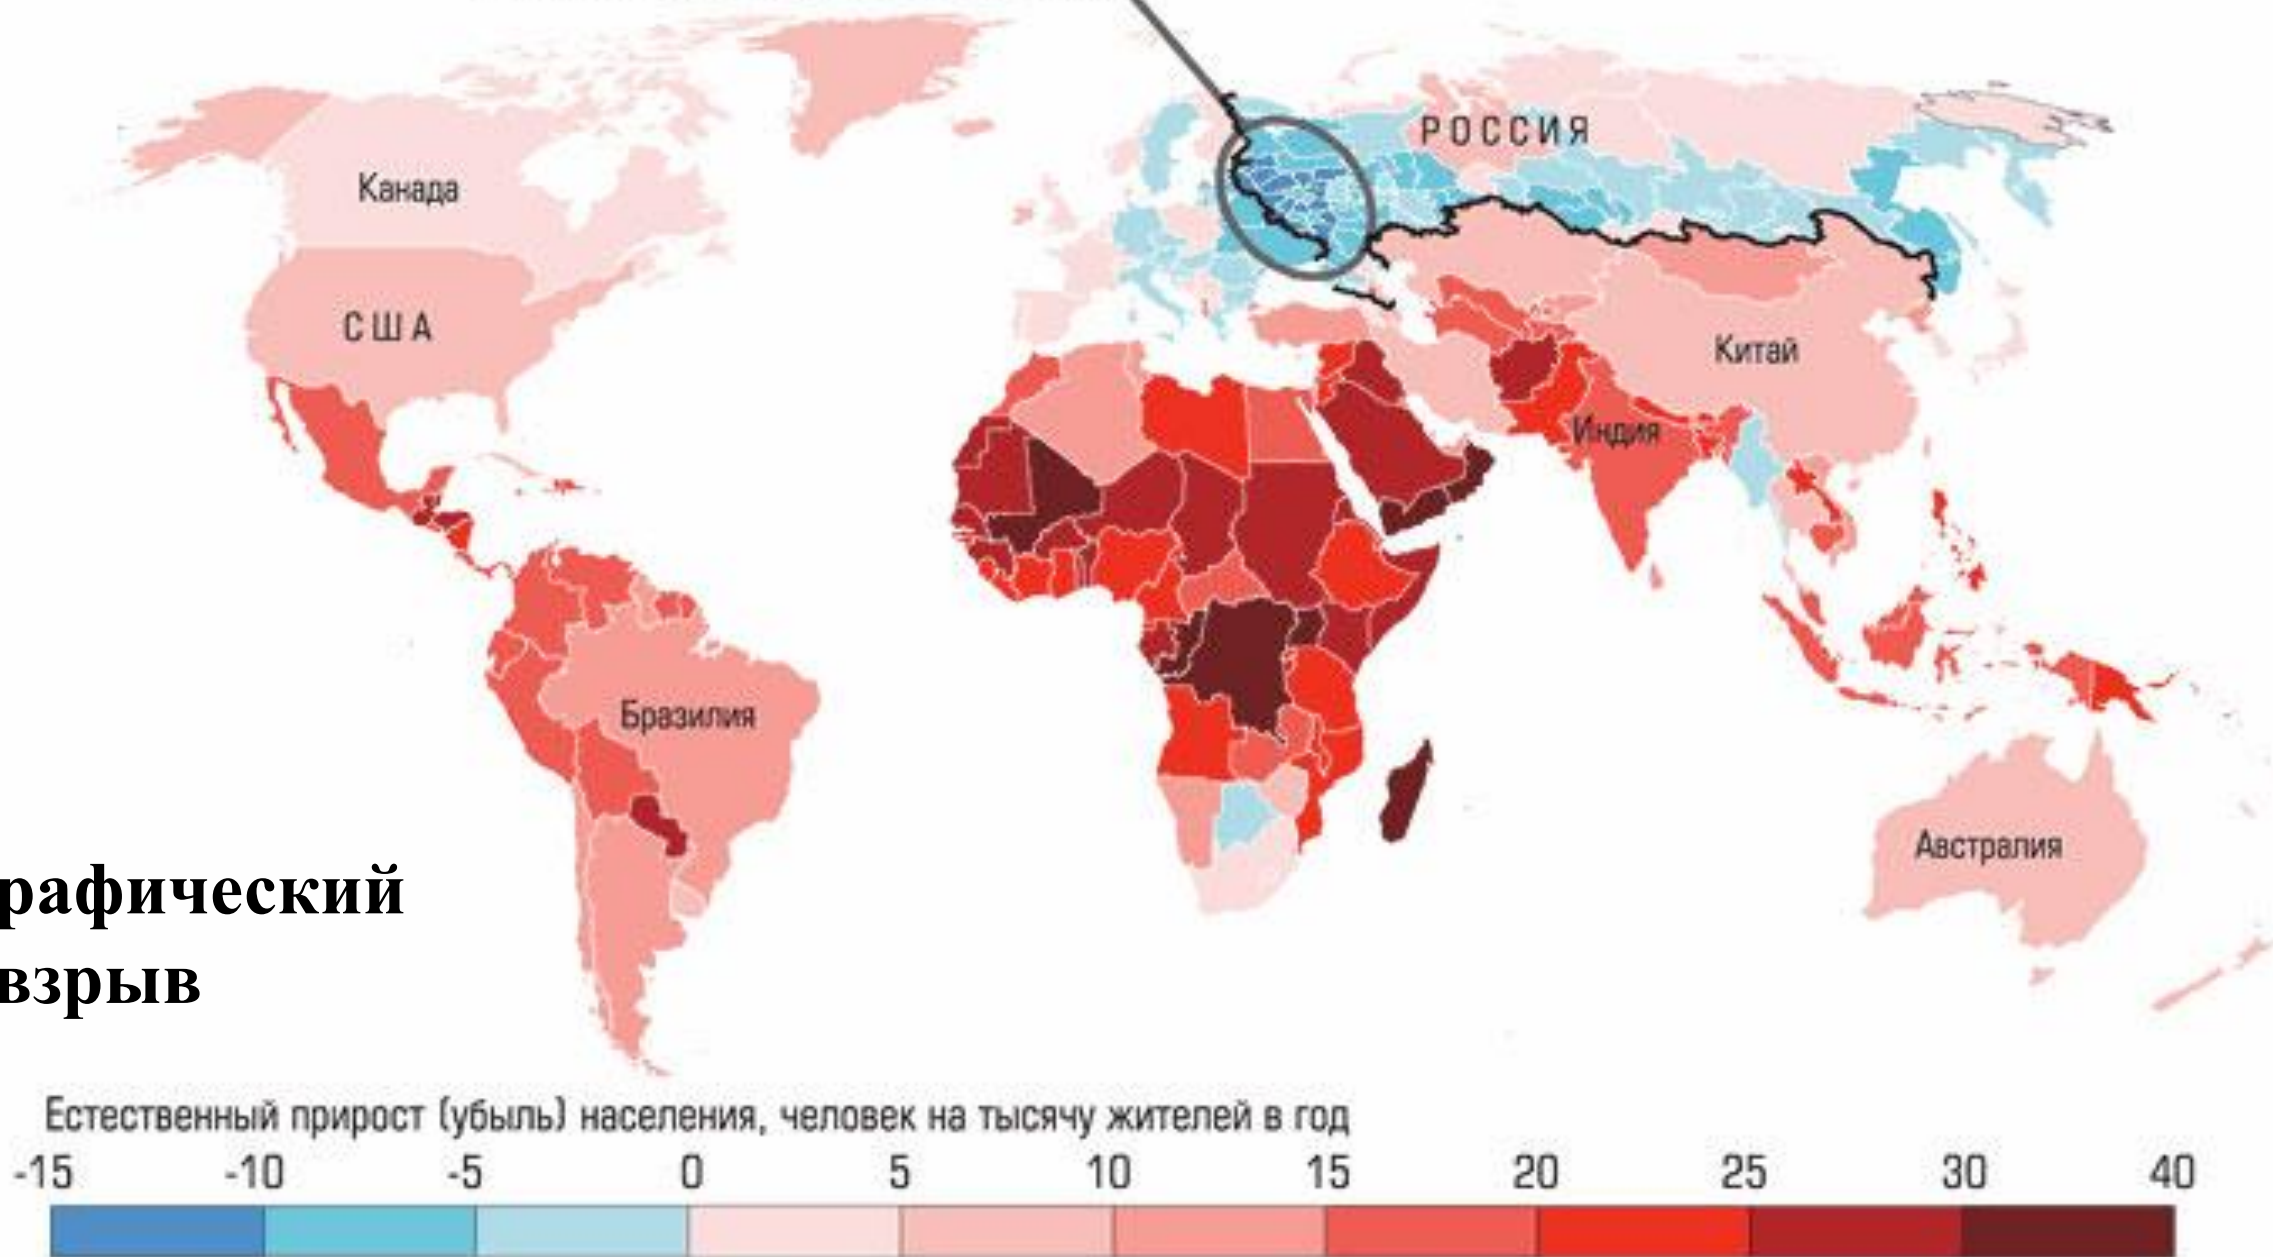 РОССИЯ
Канада
США
Китай
Индия
Бразилия
Австралия
рафический
взрыв
Естественный прирост (убыль) населения, человек на тысячу жителей в год
-15 -10 -5 0 5 10 15 20 25 30 40